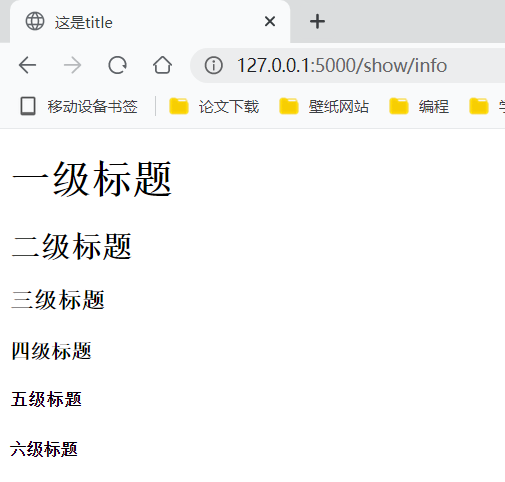 这是title
127.0.0.1:5000/show/info
移动设备书签 论文下载 壁纸网站 编程
一级标题
二级标题
三级标题
四级标题
五级标题
六级标题